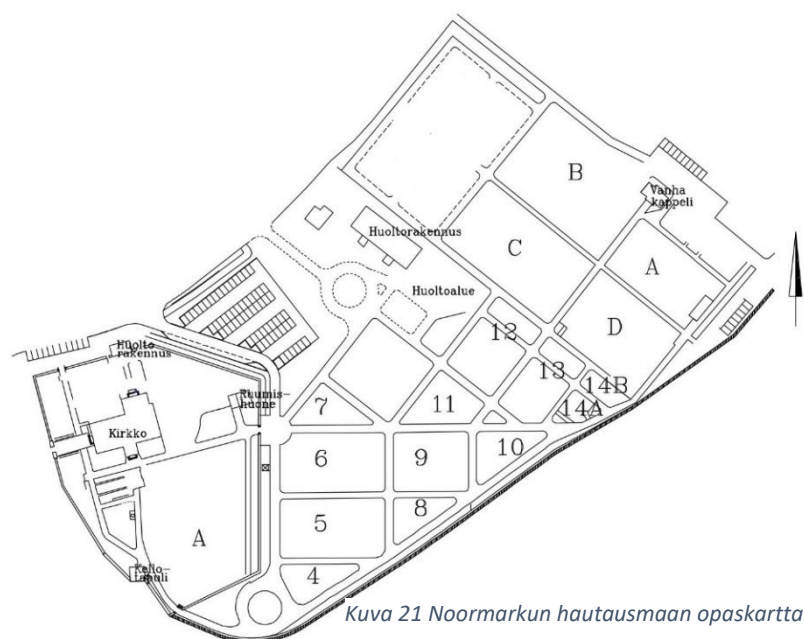 B
Vanha
kappeli
Huoltorakennus
C
A
Huoltoalue
D
12
Huolto
rakennus
13
14B
Ruumis-
huone
7
11
14A
Kirkko
6
9
10
8
5
A
4
Kello-
tapuli
Kuva 21 Noormarkun hautausmaan opaskartta